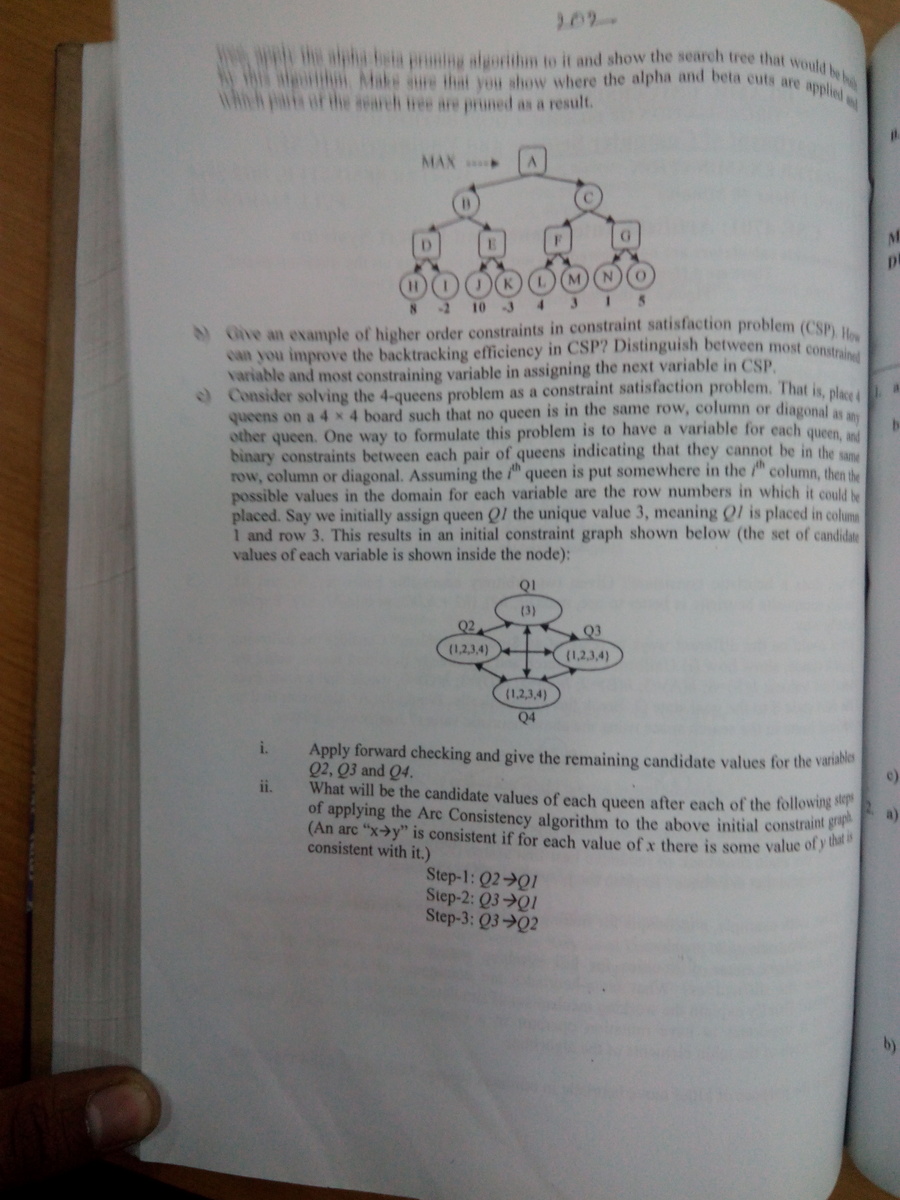 202
apply the alpha-beta pruning algorithm to it and show the search tree that would be
by this algorithm. Make sure that you show where the alpha and beta cuts are applied and
which parts of the search tree are pruned as a result.
MAX A
B C
D E F G
H I J K L M N O
8 -2 10 -3 4 3 1 5
b) Give an example of higher order constraints in constraint satisfaction problem (CSP). How
can you improve the backtracking efficiency in CSP? Distinguish between most constrained
variable and most constraining variable in assigning the next variable in CSP.
c) Consider solving the 4-queens problem as a constraint satisfaction problem. That is, place 4
queens on a 4 × 4 board such that no queen is in the same row, column or diagonal as any
other queen. One way to formulate this problem is to have a variable for each queen, and
binary constraints between each pair of queens indicating that they cannot be in the same
row, column or diagonal. Assuming the ith queen is put somewhere in the ith column, then the
possible values in the domain for each variable are the row numbers in which it could be
placed. Say we initially assign queen Q1 the unique value 3, meaning Q1 is placed in column
1 and row 3. This results in an initial constraint graph shown below (the set of candidate
values of each variable is shown inside the node):
Q1
{3}
Q2 Q3
{1,2,3,4} {1,2,3,4}
{1,2,3,4}
Q4
i. Apply forward checking and give the remaining candidate values for the variables
Q2, Q3 and Q4.
ii. What will be the candidate values of each queen after each of the following steps
of applying the Arc Consistency algorithm to the above initial constraint graph.
(An arc “x→y” is consistent if for each value of x there is some value of y that is
consistent with it.)
Step-1: Q2→Q1
Step-2: Q3→Q1
Step-3: Q3→Q2
M
1. a
b
c)
2. a)
b)